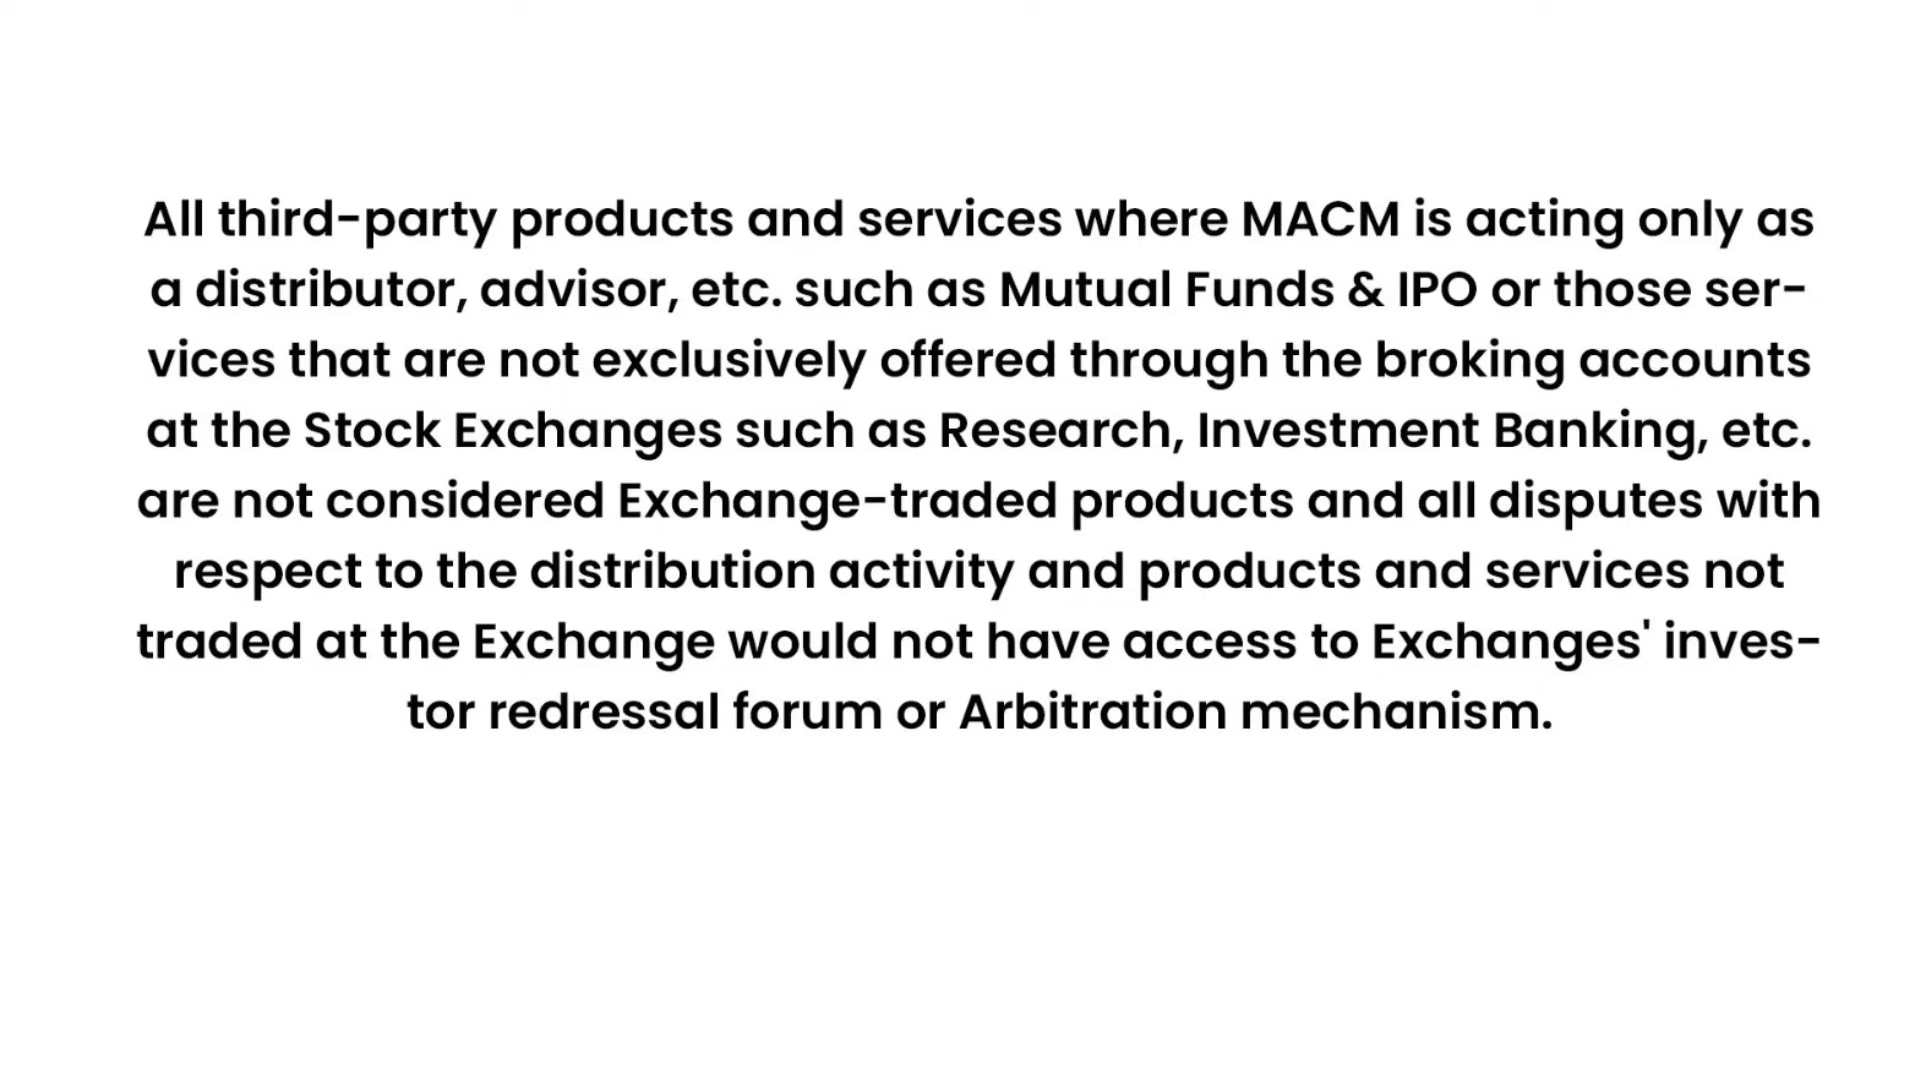 All third-party products and services where MACM is acting only as
a distributor, advisor, etc. such as Mutual Funds & IPO or those ser-
vices that are not exclusively offered through the broking accounts
at the Stock Exchanges such as Research, Investment Banking, etc.
are not considered Exchange-traded products and all disputes with
respect to the distribution activity and products and services not
traded at the Exchange would not have access to Exchanges' inves-
tor redressal forum or Arbitration mechanism.